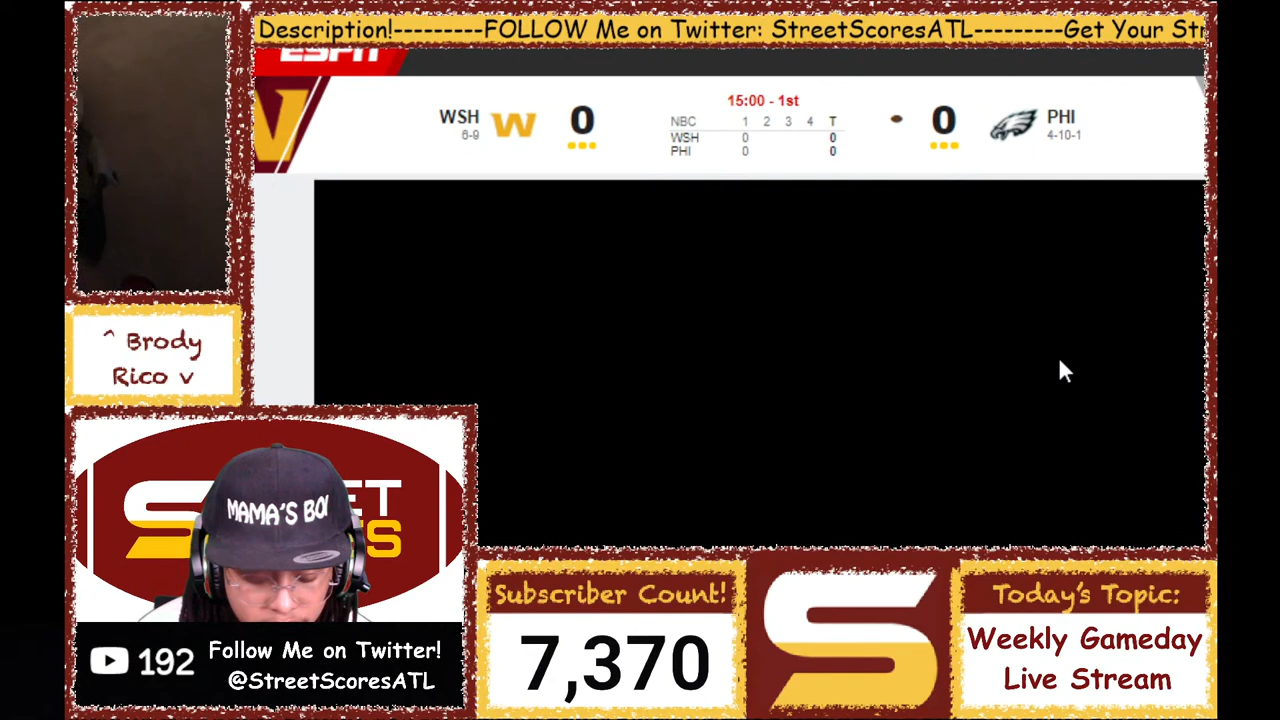 Description!---------FOLLOW Me on Twitter: StreetScoresATL---------Get Your Str
ESPN
WSH
6-9
0
15:00 - 1st
NBC 1 2 3 4 T
WSH 0 0
PHI 0 0
0
PHI
4-10-1
^ Brody
Rico v
MAMA'S BOY
192
Follow Me on Twitter!
@StreetScoresATL
Subscriber Count!
7,370
Today's Topic:
Weekly Gameday
Live Stream